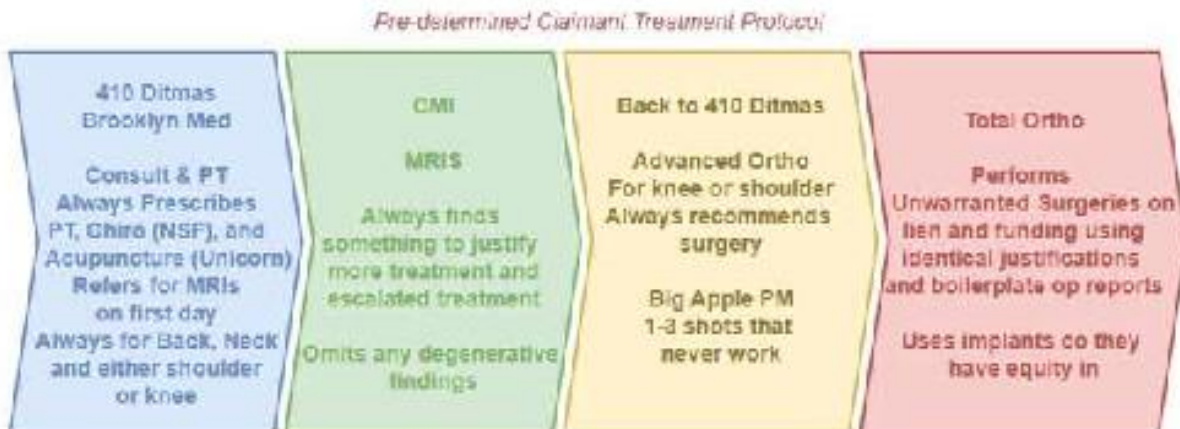 Pre-determined Claimant Treatment Protocol
410 Ditmas
Brooklyn Med
Consult & PT
Always Prescribes
PT, Chiro (NSF), and
Acupuncture (Unicorn)
Refers for MRIs
on first day
Always for Back, Neck
and either shoulder
or knee
CMI
MRIS
Always finds
something to justify
more treatment and
escalated treatment
Omits any degenerative
findings
Back to 410 Ditmas
Advanced Ortho
For knee or shoulder
Always recommends
surgery
Big Apple PM
1-3 shots that
never work
Total Ortho
Performs
Unwarranted Surgeries on
lien and funding using
identical justifications
and boilerplate op reports
Uses implants co they
have equity in